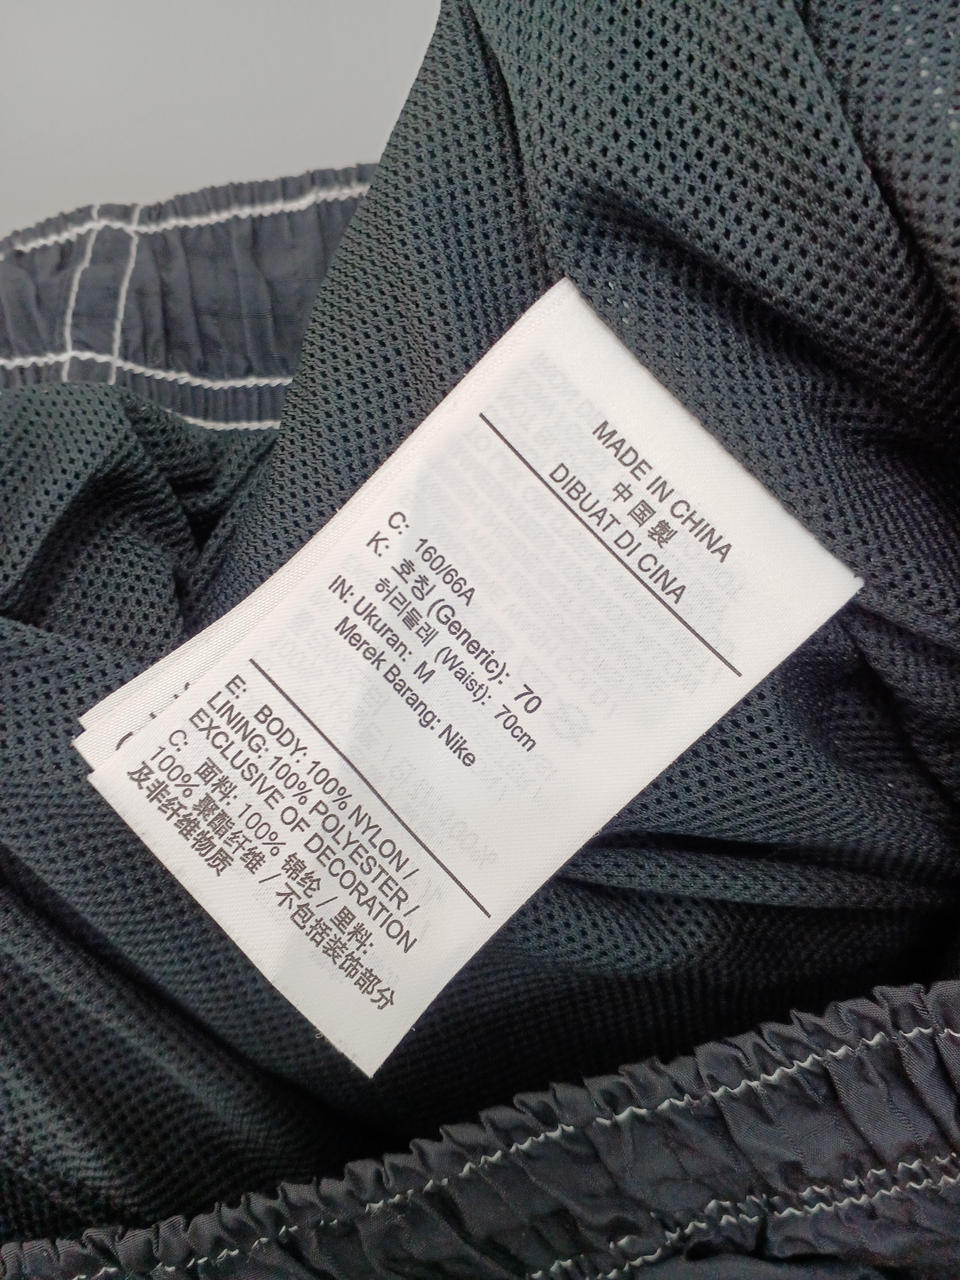 MADE IN CHINA
中国製
DIBUAT DI CINA
C: 160/66A
K: 호칭 (Generic): 70
허리둘레 (Waist): 70cm
IN: Ukuran: M
Merek Barang: Nike
E: BODY: 100% NYLON /
LINING: 100% POLYESTER /
EXCLUSIVE OF DECORATION
C: 面料: 100% 锦纶 / 里料:
100% 聚酯纤维 / 不包括装饰部分
及非纤维物质